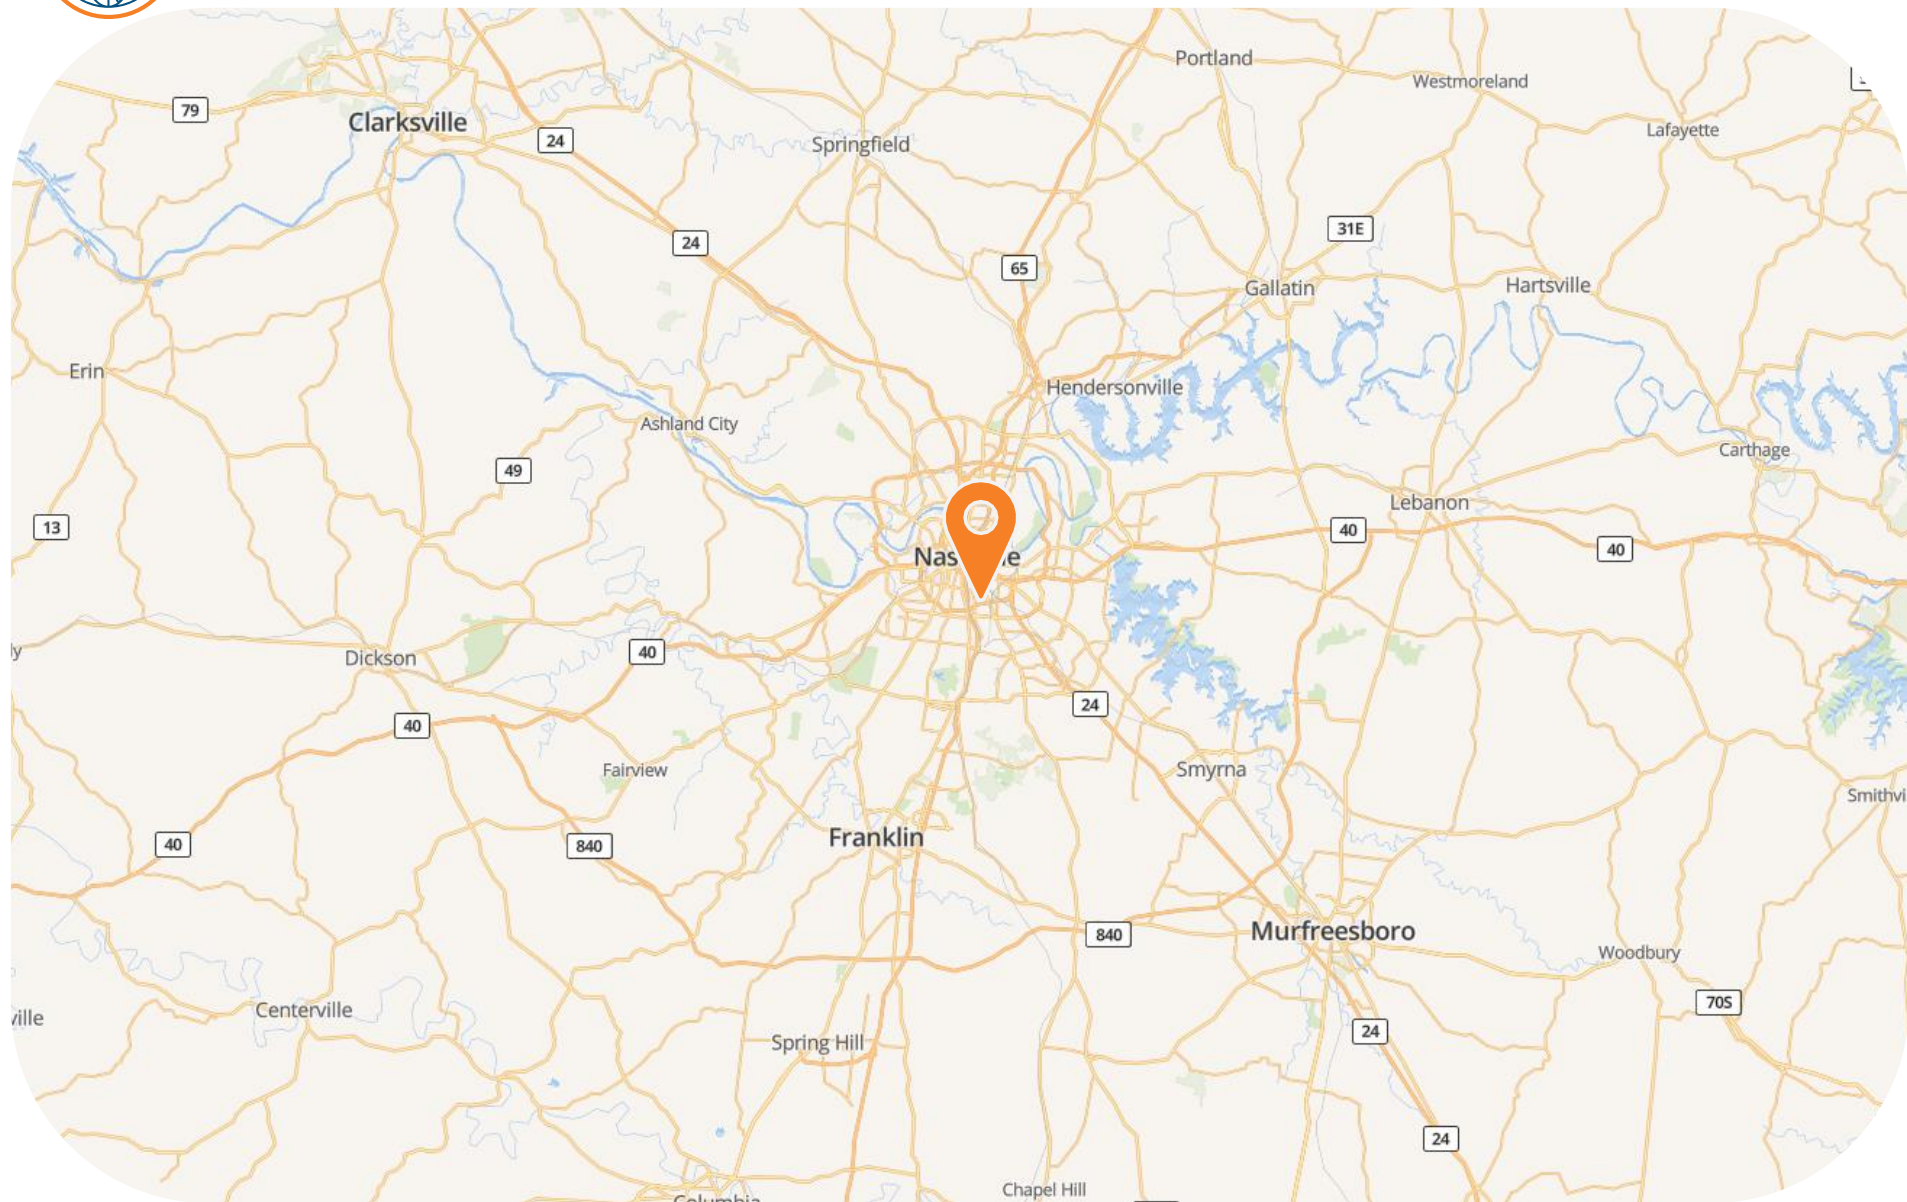 Portland
Westmoreland
79
Clarksville
24
Springfield
Lafayette
24
65
31E
Gallatin
Hartsville
Erin
Hendersonville
Ashland City
Carthage
49
Lebanon
13
40
40
Nas e
Dickson
40
24
40
Fairview
Smyrna
Smithvi
40
840
Franklin
840
Murfreesboro
Woodbury
70S
Centerville
ville
24
Spring Hill
24
Chapel Hill
Columbia